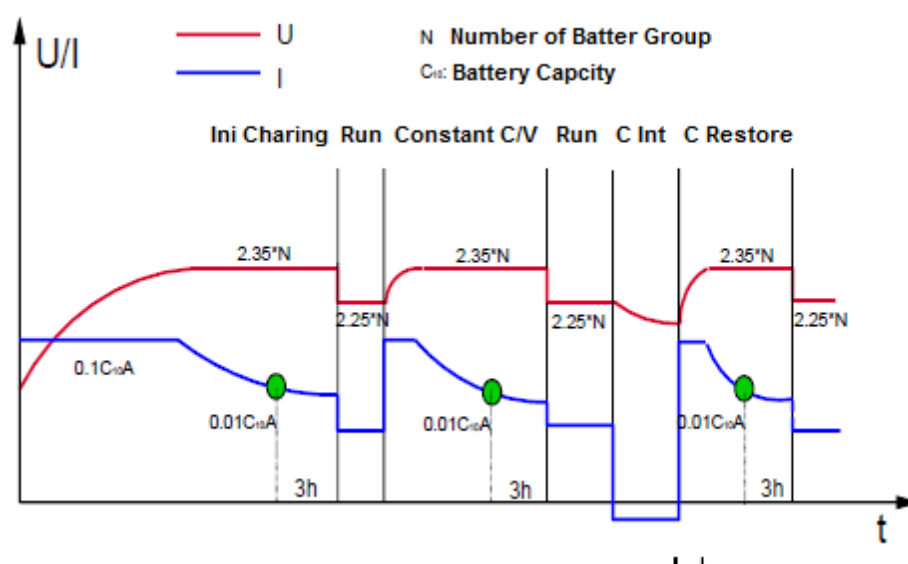 U/I
U
I
N Number of Batter Group
C₁₀: Battery Capcity
Ini Charing Run Constant C/V Run C Int C Restore
2.35*N 2.35*N 2.35*N
2.25*N 2.25*N 2.25*N
0.1C₁₀A
0.01C₁₀A 0.01C₁₀A 0.01C₁₀A
3h 3h 3h
t